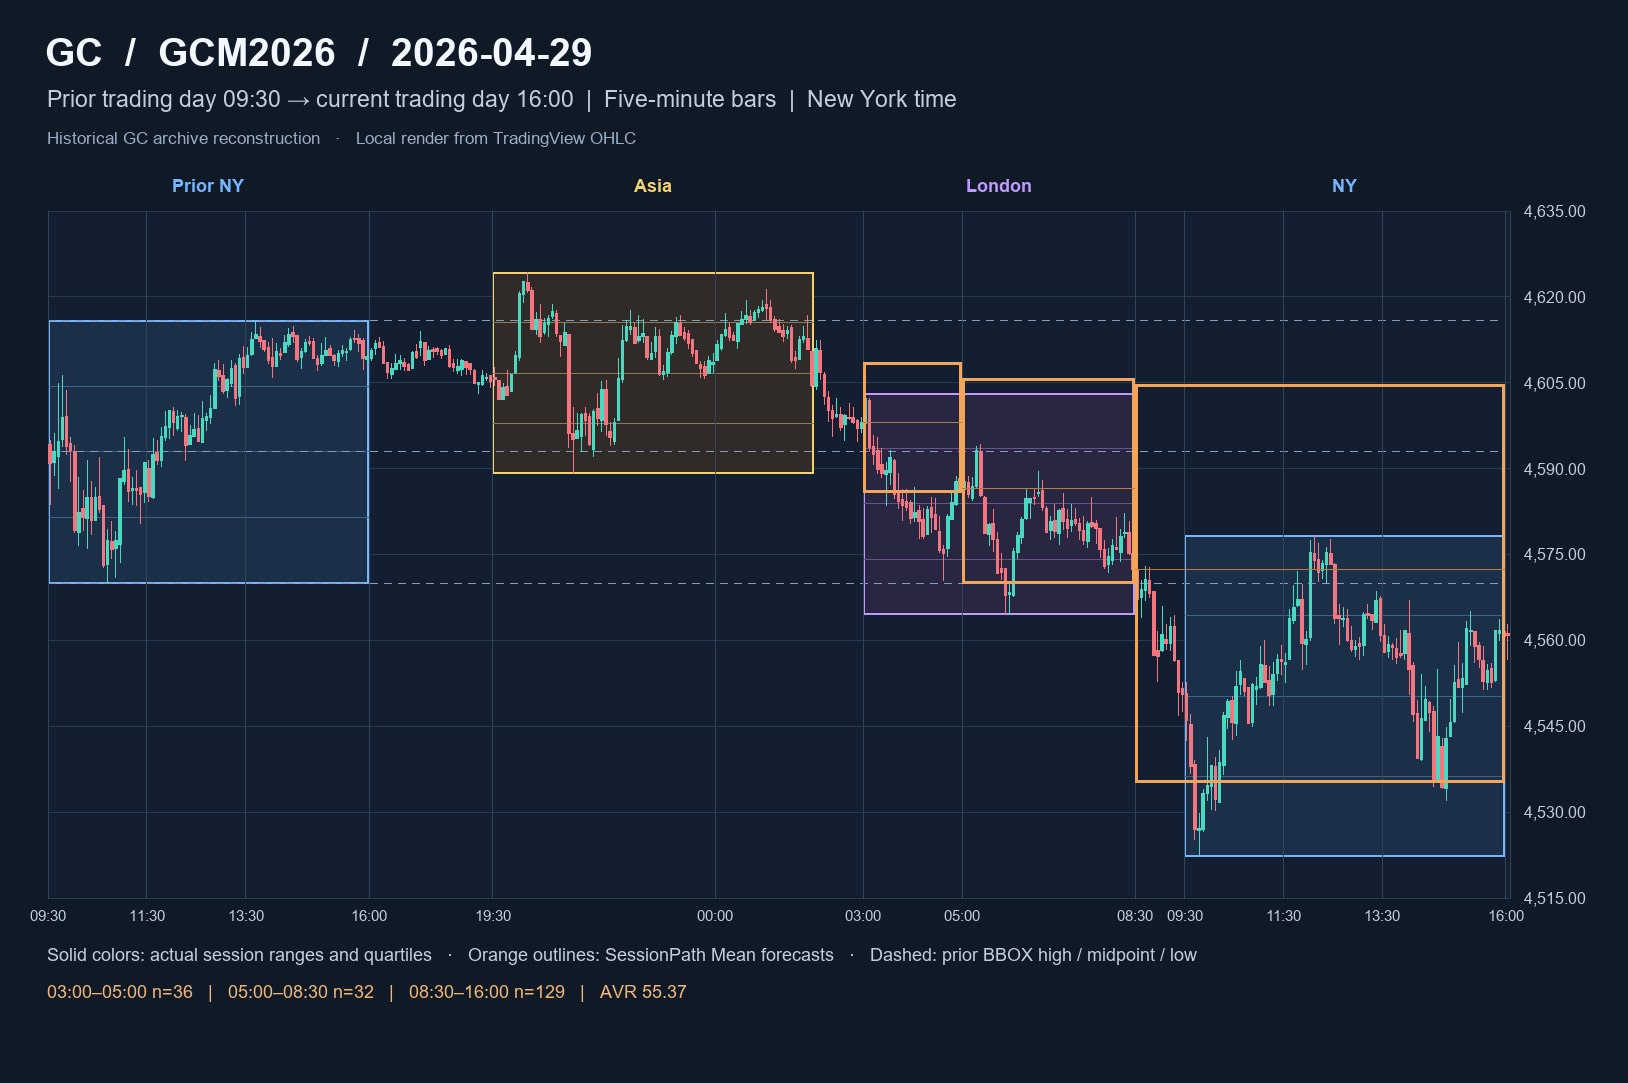 GC / GCM2026 / 2026-04-29
Prior trading day 09:30 → current trading day 16:00 | Five-minute bars | New York time
Historical GC archive reconstruction · Local render from TradingView OHLC
Prior NY Asia London NY
4,635.00
4,620.00
4,605.00
4,590.00
4,575.00
4,560.00
4,545.00
4,530.00
4,515.00
09:30 11:30 13:30 16:00 19:30 00:00 03:00 05:00 08:30 09:30 11:30 13:30 16:00
Solid colors: actual session ranges and quartiles · Orange outlines: SessionPath Mean forecasts · Dashed: prior BBOX high / midpoint / low
03:00–05:00 n=36 | 05:00–08:30 n=32 | 08:30–16:00 n=129 | AVR 55.37